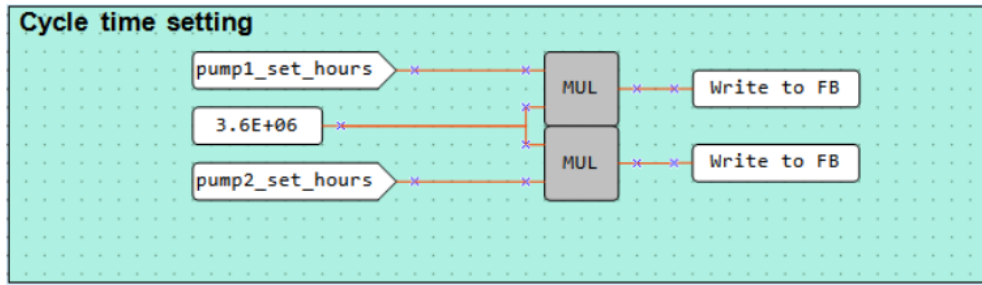 Cycle time setting
pump1_set_hours
MUL
Write to FB
3.6E+06
MUL
Write to FB
pump2_set_hours